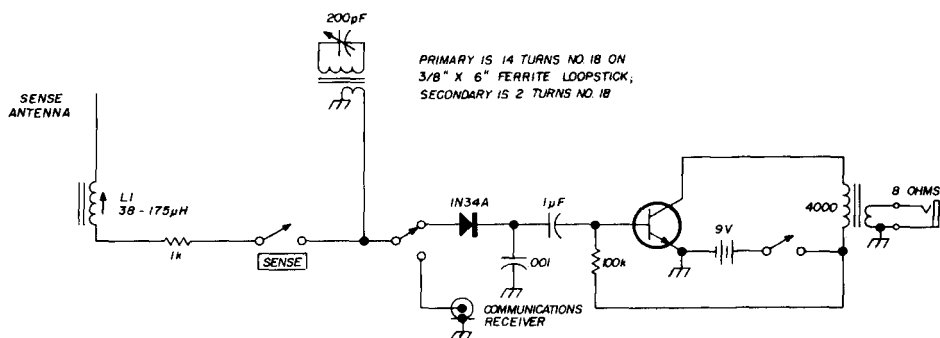 200pF
PRIMARY IS 14 TURNS NO. 18 ON
3/8" X 6" FERRITE LOOPSTICK;
SECONDARY IS 2 TURNS NO. 18
SENSE
ANTENNA
L1
38-175µH
1k
SENSE
1N34A
1µF
.001
100k
9V
4000
8 OHMS
COMMUNICATIONS
RECEIVER